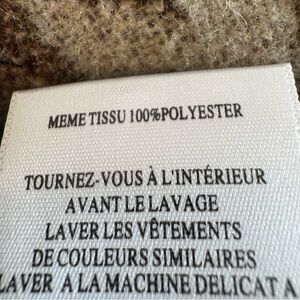 MEME TISSU 100%POLYESTER
TOURNEZ-VOUS À L'INTÉRIEUR
AVANT LE LAVAGE
LAVER LES VÊTEMENTS
DE COULEURS SIMILAIRES
LAVER A LA MACHINE DELICAT A